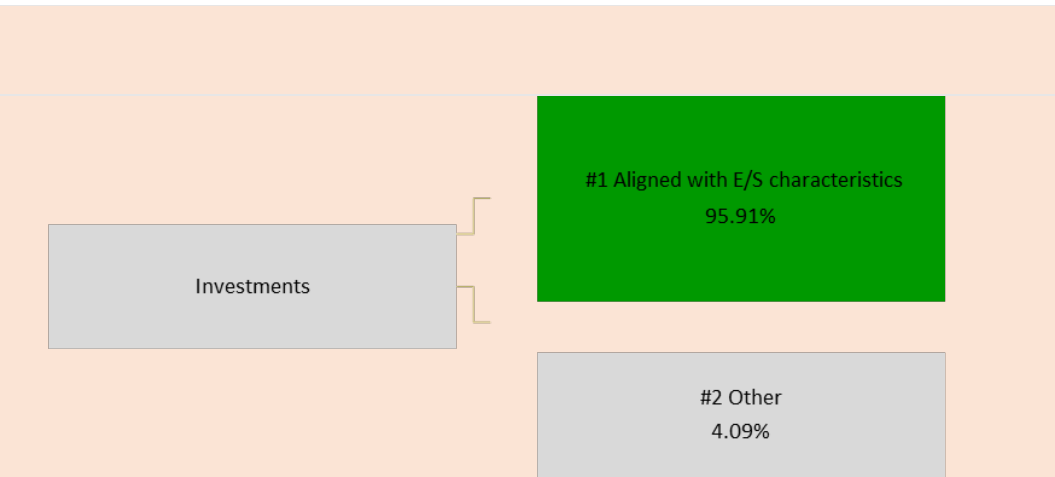 #1 Aligned with E/S characteristics
95.91%
Investments
#2 Other
4.09%